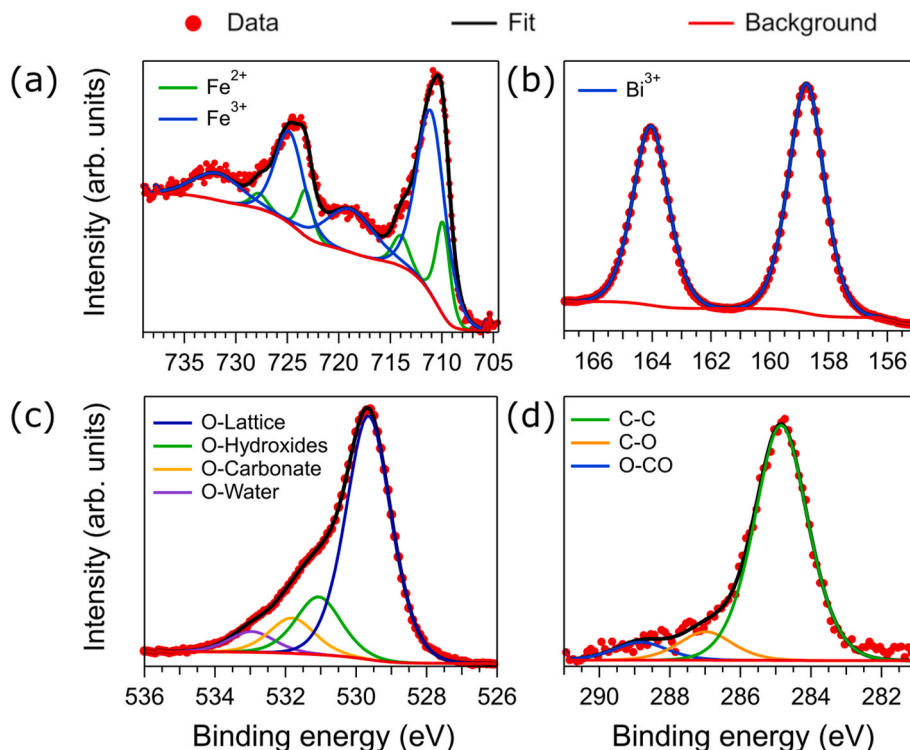 Data Fit Background
(a) (b)
Fe2+
Fe3+
Bi3+
Intensity (arb. units)
735 730 725 720 715 710 705
166 164 162 160 158 156
(c) (d)
O-Lattice
O-Hydroxides
O-Carbonate
O-Water
C-C
C-O
O-CO
Intensity (arb. units)
536 534 532 530 528 526
290 288 286 284 282
Binding energy (eV) Binding energy (eV)